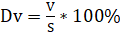 Dv = v/s * 100%